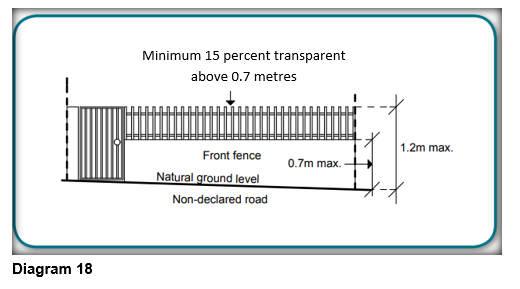 Minimum 15 percent transparent
above 0.7 metres
1.2m max.
Front fence
0.7m max.
Natural ground level
Non-declared road
Diagram 18